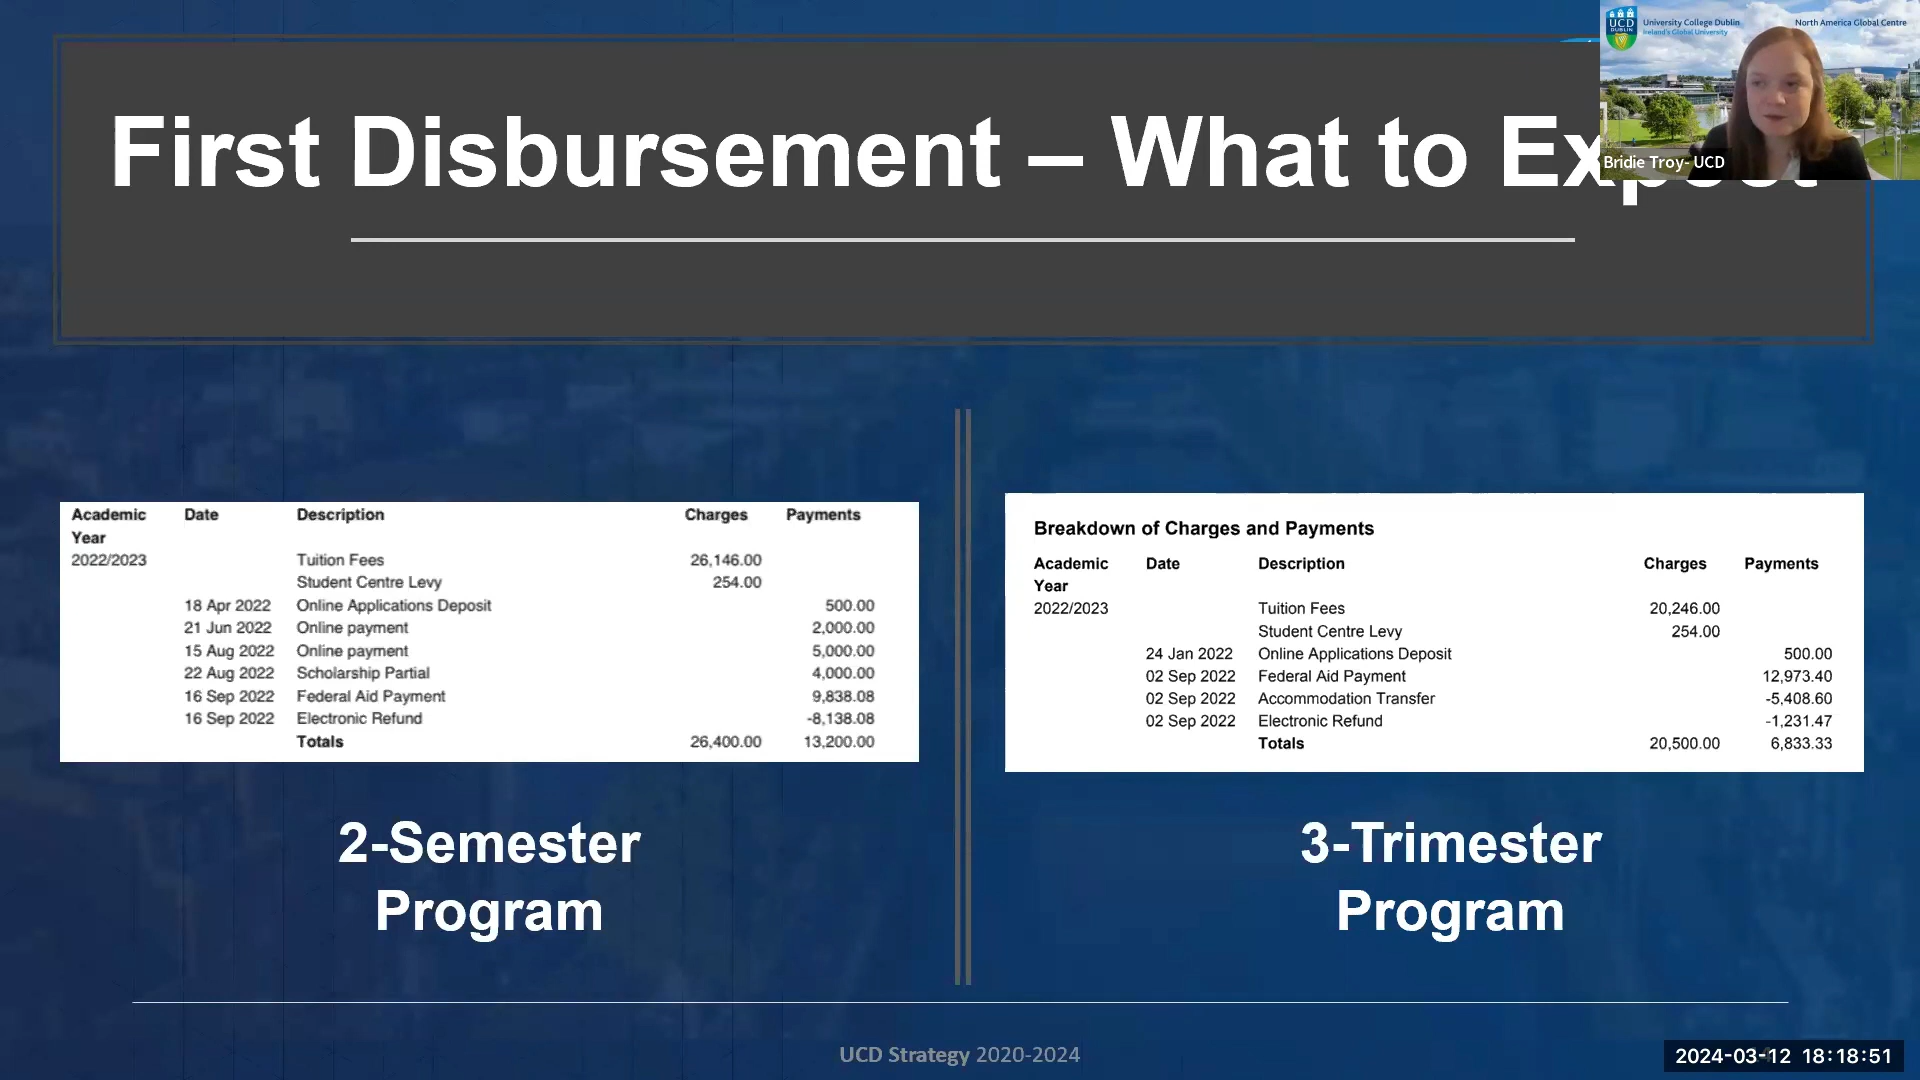 University College Dublin
Ireland's Global University
North America Global Centre
UCD
DUBLIN
Bridie Troy- UCD
First Disbursement – What to Expect
Academic Year Date Description Charges Payments
2022/2023 Tuition Fees 26,146.00
Student Centre Levy 254.00
18 Apr 2022 Online Applications Deposit 500.00
21 Jun 2022 Online payment 2,000.00
15 Aug 2022 Online payment 5,000.00
22 Aug 2022 Scholarship Partial 4,000.00
16 Sep 2022 Federal Aid Payment 9,838.08
16 Sep 2022 Electronic Refund -8,138.08
Totals 26,400.00 13,200.00
2-Semester
Program
Breakdown of Charges and Payments
Academic Year Date Description Charges Payments
2022/2023 Tuition Fees 20,246.00
Student Centre Levy 254.00
24 Jan 2022 Online Applications Deposit 500.00
02 Sep 2022 Federal Aid Payment 12,973.40
02 Sep 2022 Accommodation Transfer -5,408.60
02 Sep 2022 Electronic Refund -1,231.47
Totals 20,500.00 6,833.33
3-Trimester
Program
UCD Strategy 2020-2024
2024-03-12 18:18:51